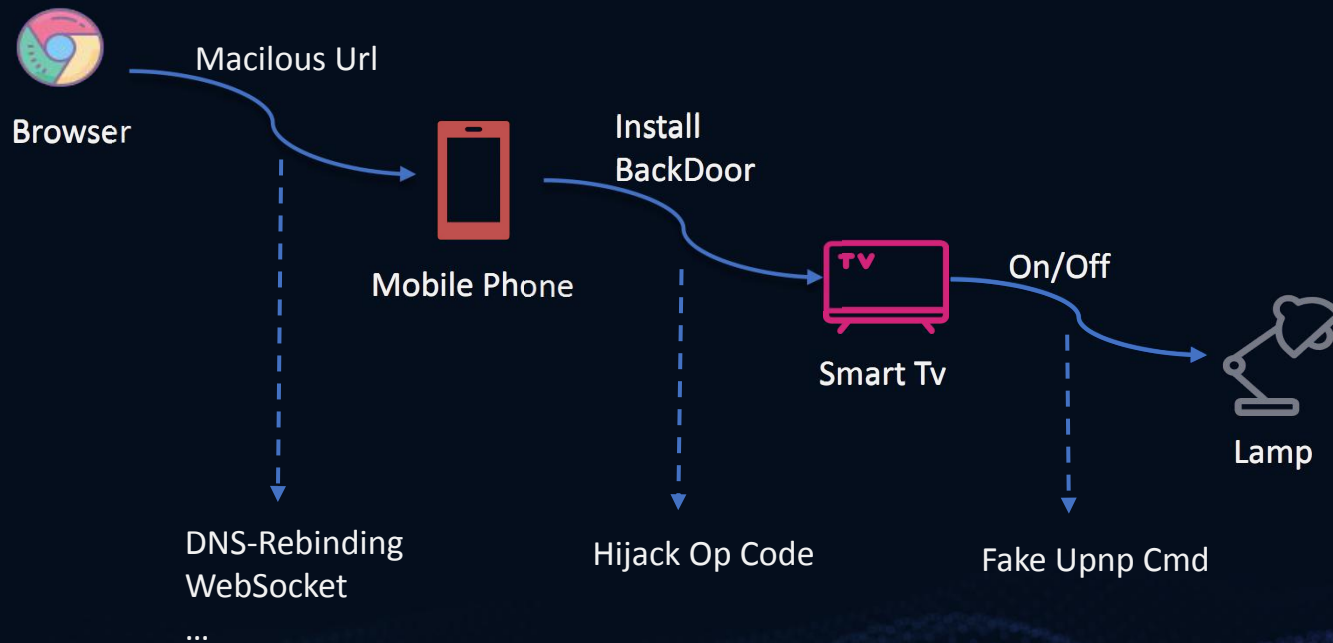 Macilous Url
Browser
Install
BackDoor
Mobile Phone
TV
On/Off
Smart Tv
Lamp
DNS-Rebinding
WebSocket
...
Hijack Op Code
Fake Upnp Cmd